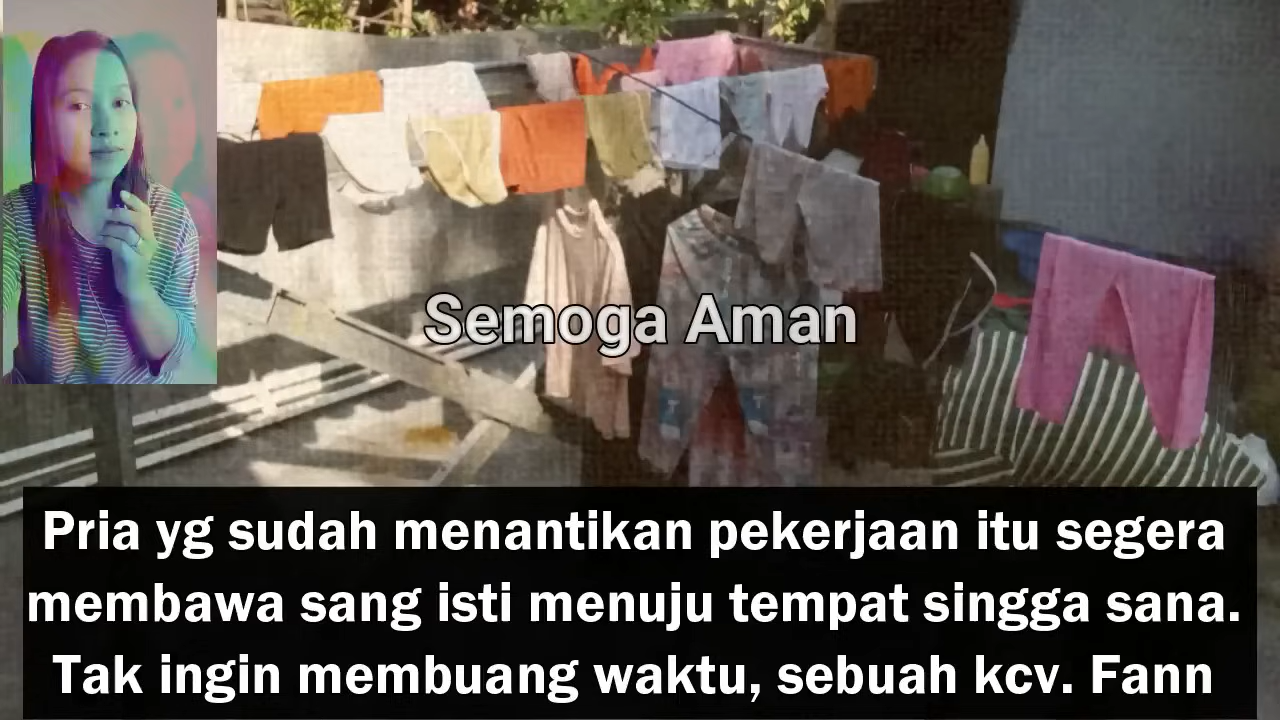 Semoga Aman
Pria yg sudah menantikan pekerjaan itu segera
membawa sang isti menuju tempat singga sana.
Tak ingin membuang waktu, sebuah kcv. Fann